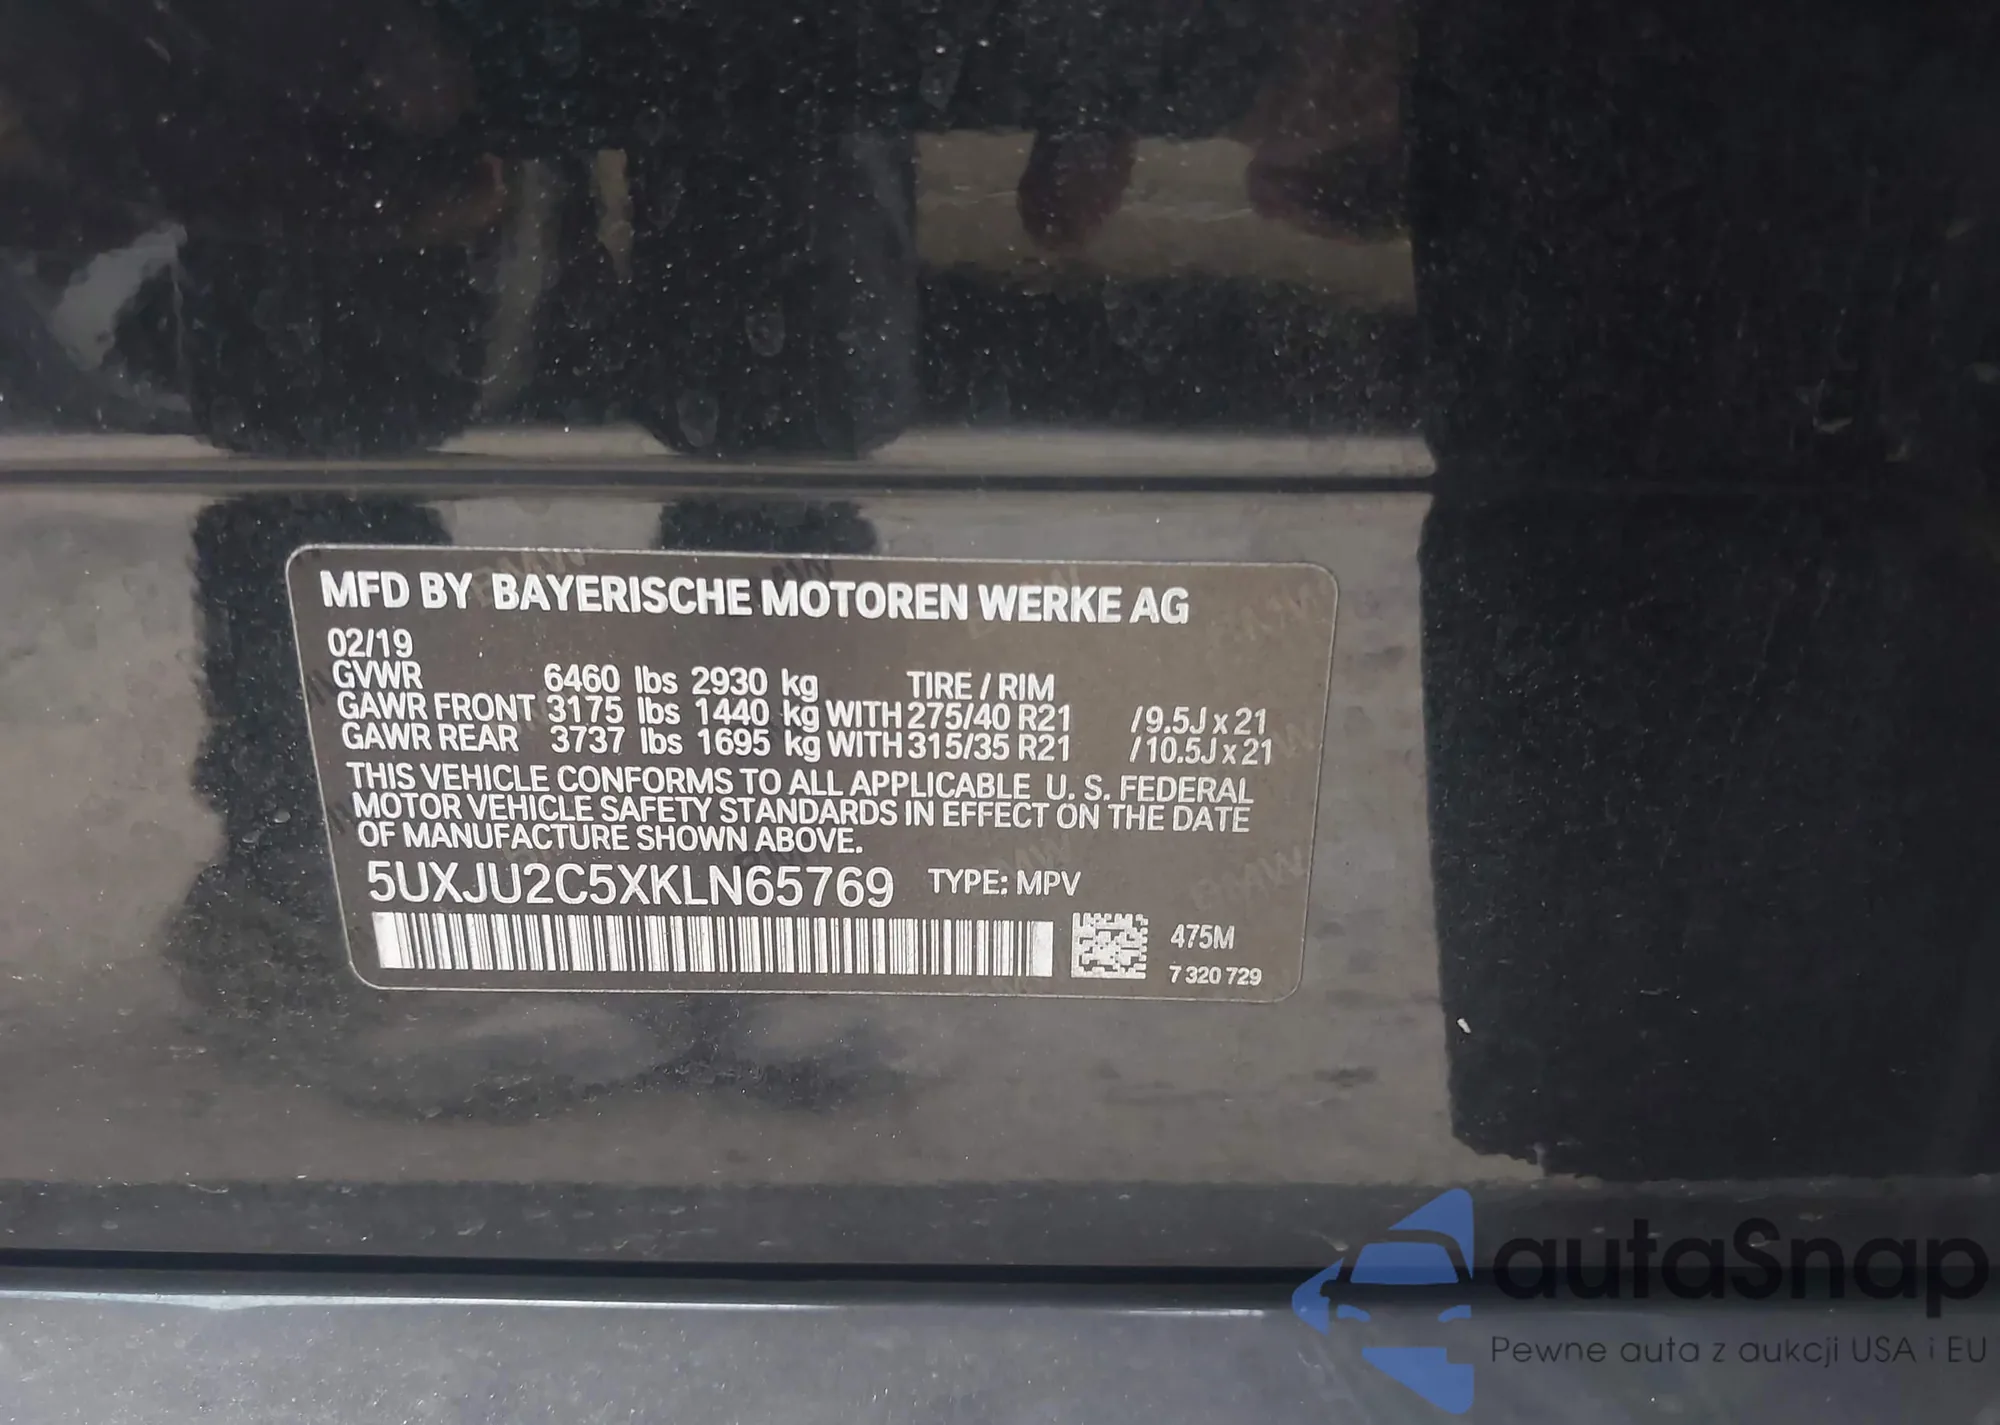 MFD BY BAYERISCHE MOTOREN WERKE AG
02/19
GVWR 6460 lbs 2930 kg TIRE / RIM
GAWR FRONT 3175 lbs 1440 kg WITH 275/40 R21 /9.5J x 21
GAWR REAR 3737 lbs 1695 kg WITH 315/35 R21 /10.5J x 21
THIS VEHICLE CONFORMS TO ALL APPLICABLE U. S. FEDERAL
MOTOR VEHICLE SAFETY STANDARDS IN EFFECT ON THE DATE
OF MANUFACTURE SHOWN ABOVE.
5UXJU2C5XKLN65769 TYPE: MPV
475M
7 320 729
autaSnap
Pewne auta z aukcji USA i EU